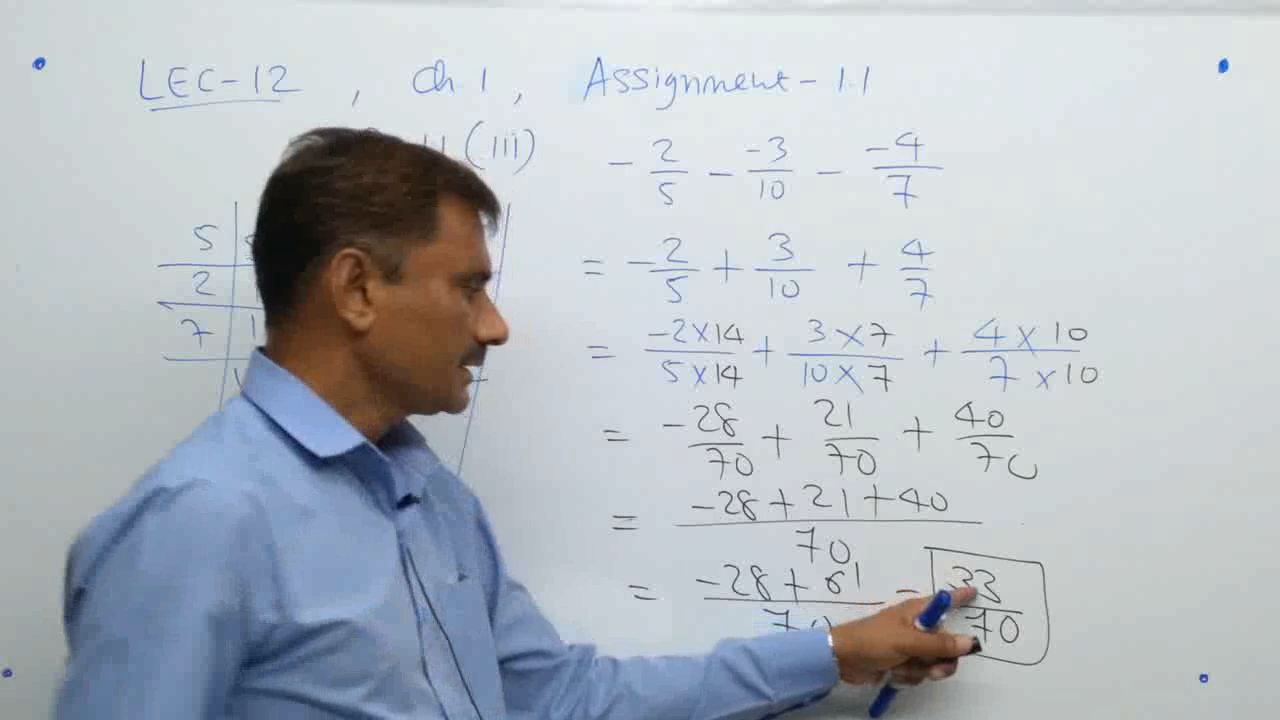 LEC-12, Ch 1, Assignment - 1.1
(iii)
- 2/5 - -3/10 - -4/7
5
2
7 1
= -2/5 + 3/10 + 4/7
= -2×14/5×14 + 3×7/10×7 + 4×10/7×10
= -28/70 + 21/70 + 40/70
= -28+21+40/70
= -28+61/70 = 33/70